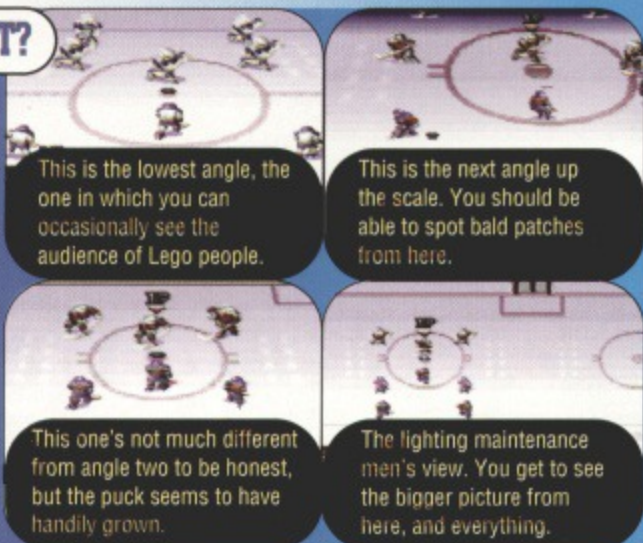 T?
This is the lowest angle, the
one in which you can
occasionally see the
audience of Lego people.
This is the next angle up
the scale. You should be
able to spot bald patches
from here.
This one's not much different
from angle two to be honest,
but the puck seems to have
handily grown.
The lighting maintenance
men's view. You get to see
the bigger picture from
here, and everything.